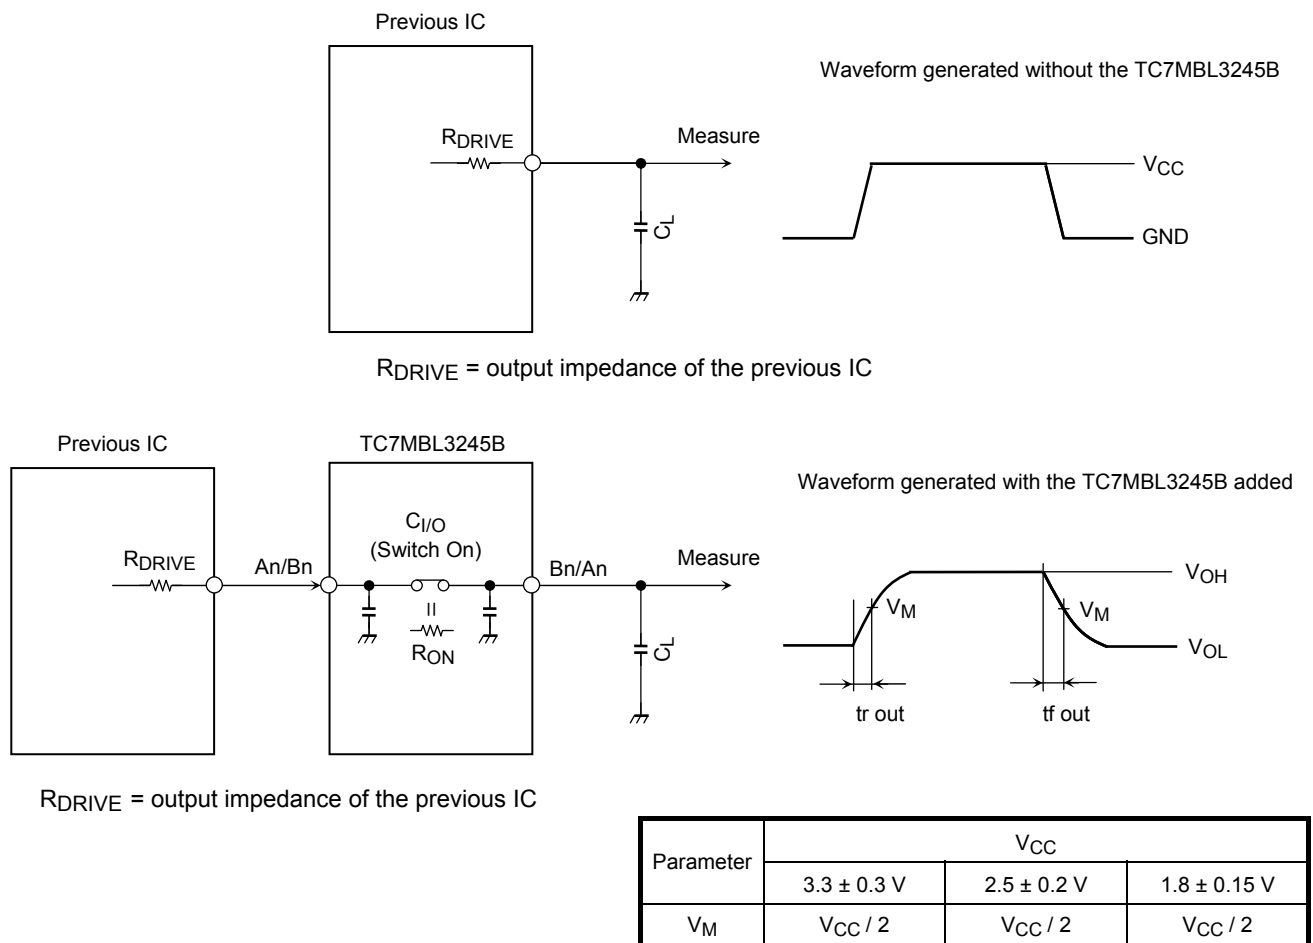 Previous IC
Waveform generated without the TC7MBL3245B
RDRIVE
Measure
CL
VCC
GND
RDRIVE = output impedance of the previous IC
Previous IC
TC7MBL3245B
Waveform generated with the TC7MBL3245B added
CI/O
(Switch On)
RDRIVE
An/Bn
Bn/An
Measure
RON
CL
VOH
VM
VM
VOL
tr out
tf out
RDRIVE = output impedance of the previous IC
Parameter
VCC
3.3 ± 0.3 V
2.5 ± 0.2 V
1.8 ± 0.15 V
VM
VCC / 2
VCC / 2
VCC / 2